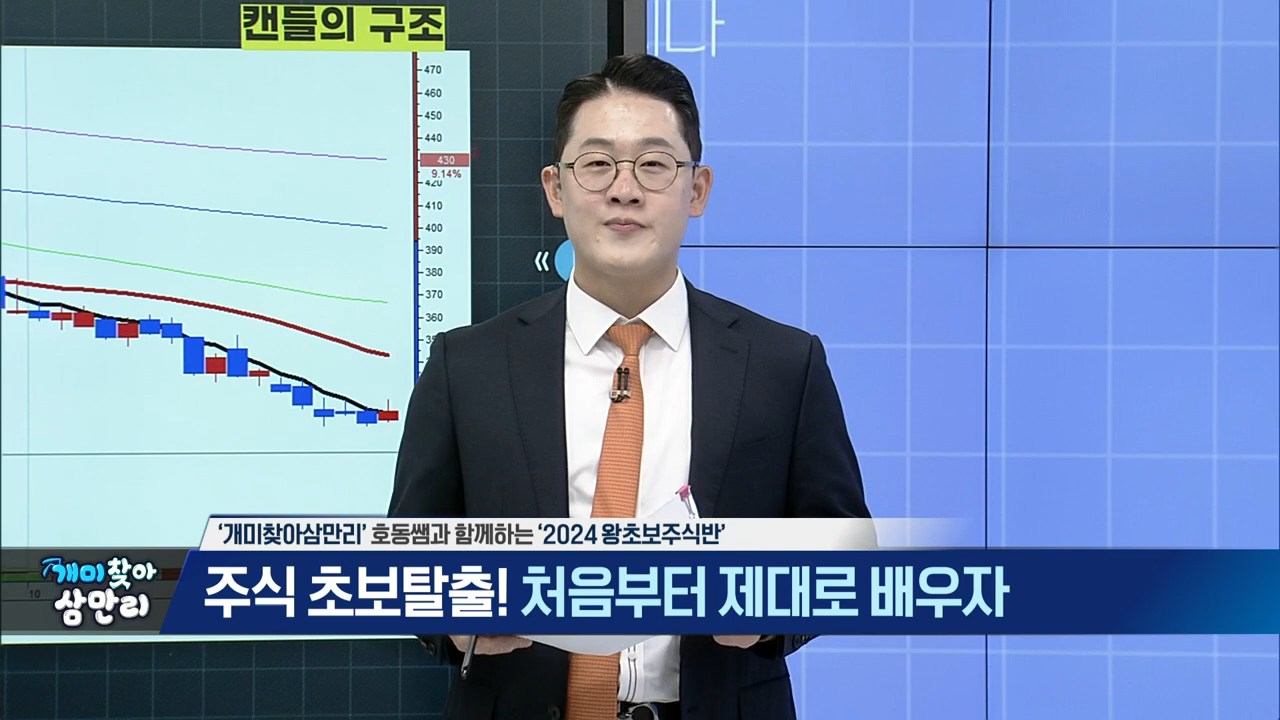 캔들의 구조
다
470
460
450
440
430
9.14%
420
400
390
380
370
360
«
'개미찾아삼만리' 호동쌤과 함께하는 '2024 왕초보주식반'
개미찾아
삼만리
주식 초보탈출! 처음부터 제대로 배우자
10